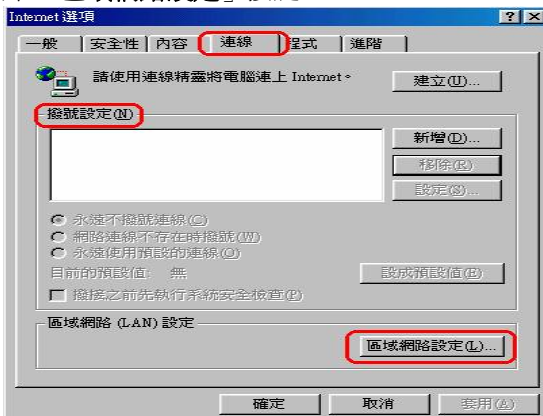 Internet 選項
一般 安全性 內容 連線 程式 進階
請使用連線精靈將電腦連上 Internet。 建立(U)...
撥號設定(N)
新增(D)...
移除(R)
設定(S)...
永遠不撥號連線(C)
網路連線不存在時撥號(W)
永遠使用預設的連線(O)
目前的預設值: 無 設成預設值(E)
撥接之前先執行系統安全檢查(P)
區域網路 (LAN) 設定
區域網路設定(L)...
確定 取消 套用(A)